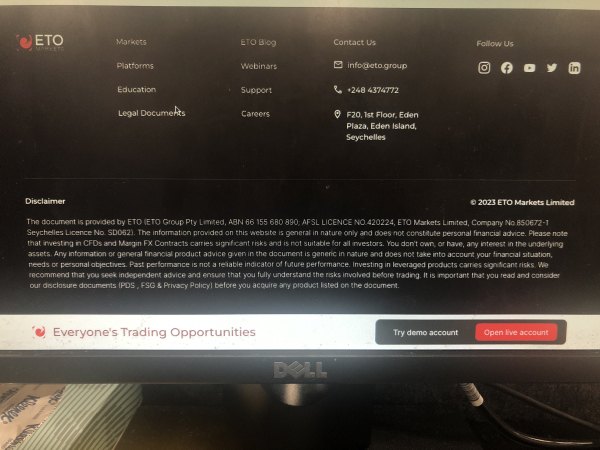 ETO
MARKETS
Markets
Platforms
Education
Legal Documents
ETO Blog
Webinars
Support
Careers
Contact Us
info@eto.group
+248 4374772
F20, 1st Floor, Eden
Plaza, Eden Island,
Seychelles
Follow Us
Disclaimer
© 2023 ETO Markets Limited
The document is provided by ETO (ETO Group Pty Limited, ABN 66 155 680 890; AFSL LICENCE NO.420224, ETO Markets Limited, Company No.850672-1
Seychelles Licence No. SD062). The information provided on this website is general in nature only and does not constitute personal financial advice. Please note
that investing in CFDs and Margin FX Contracts carries significant risks and is not suitable for all investors. You don't own, or have, any interest in the underlying
assets. Any information or general financial product advice given in the document is generic in nature and does not take into account your financial situation,
needs or personal objectives. Past performance is not a reliable indicator of future performance. Investing in leveraged products carries significant risks. We
recommend that you seek independent advice and ensure that you fully understand the risks involved before trading. It is important that you read and consider
our disclosure documents (PDS , FSG & Privacy Policy) before you acquire any product listed on the document.
Everyone's Trading Opportunities
Try demo account
Open live account
DELL